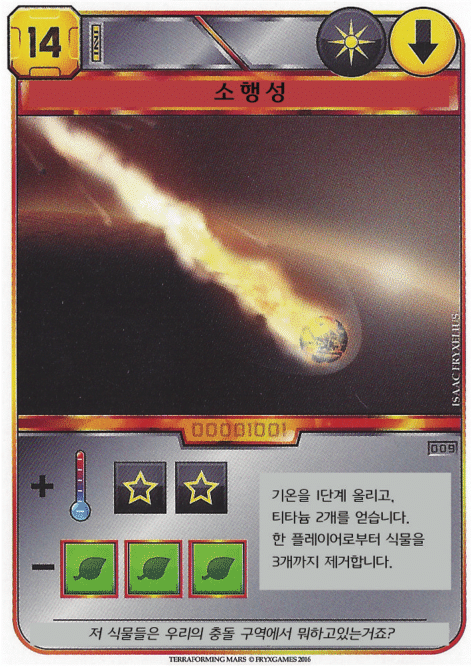 14
소행성
ISAAC FRYXELIUS
00001001
009
기온을 1단계 올리고,
티타늄 2개를 얻습니다.
한 플레이어로부터 식물을
3개까지 제거합니다.
저 식물들은 우리의 충돌 구역에서 뭐하고있는거죠?
TERRAFORMING MARS © FRYXGAMES 2016